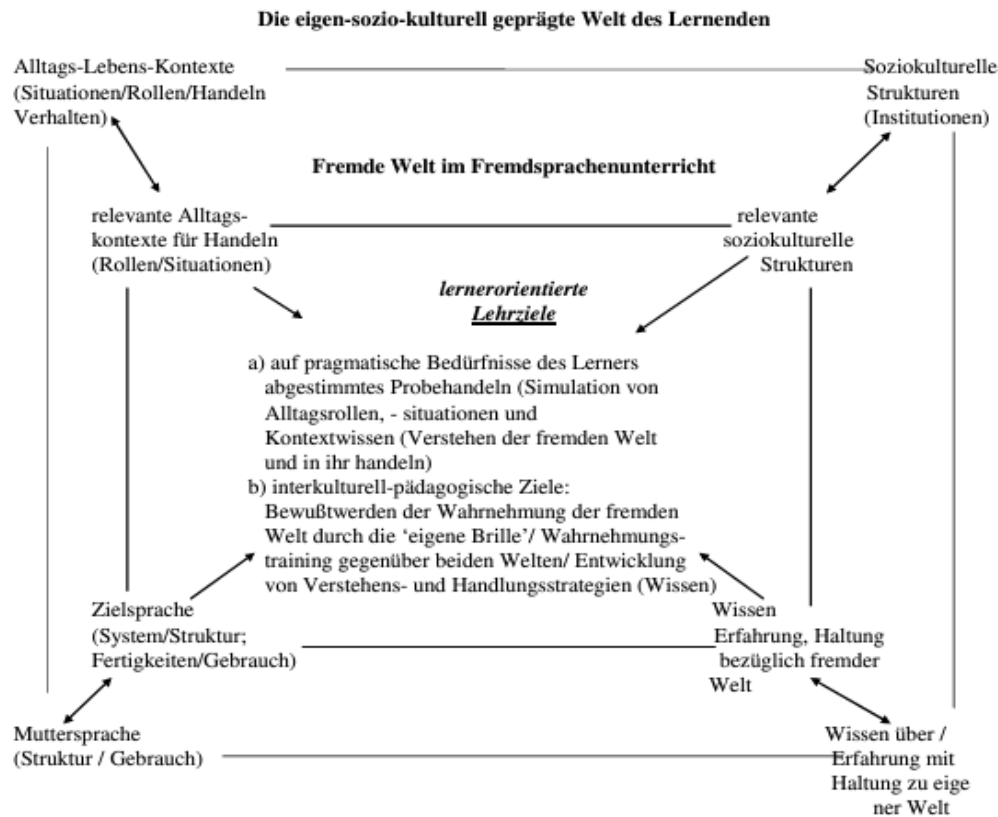 Die eigen-sozio-kulturell geprägte Welt des Lernenden
Alltags-Lebens-Kontexte
(Situationen/Rollen/Handeln
Verhalten)
Soziokulturelle
Strukturen
(Institutionen)
Fremde Welt im Fremdsprachenunterricht
relevante Alltags-
kontexte für Handeln
(Rollen/Situationen)
relevante
soziokulturelle
Strukturen
lernerorientierte
Lehrziele
a) auf pragmatische Bedürfnisse des Lerners
abgestimmtes Probehandeln (Simulation von
Alltagsrollen, - situationen und
Kontextwissen (Verstehen der fremden Welt
und in ihr handeln)
b) interkulturell-pädagogische Ziele:
Bewußtwerden der Wahrnehmung der fremden
Welt durch die ‘eigene Brille’/ Wahrnehmungs-
training gegenüber beiden Welten/ Entwicklung
von Verstehens- und Handlungsstrategien (Wissen)
Zielsprache
(System/Struktur;
Fertigkeiten/Gebrauch)
Wissen
Erfahrung, Haltung
bezüglich fremder
Welt
Muttersprache
(Struktur / Gebrauch)
Wissen über /
Erfahrung mit
Haltung zu eige
ner Welt